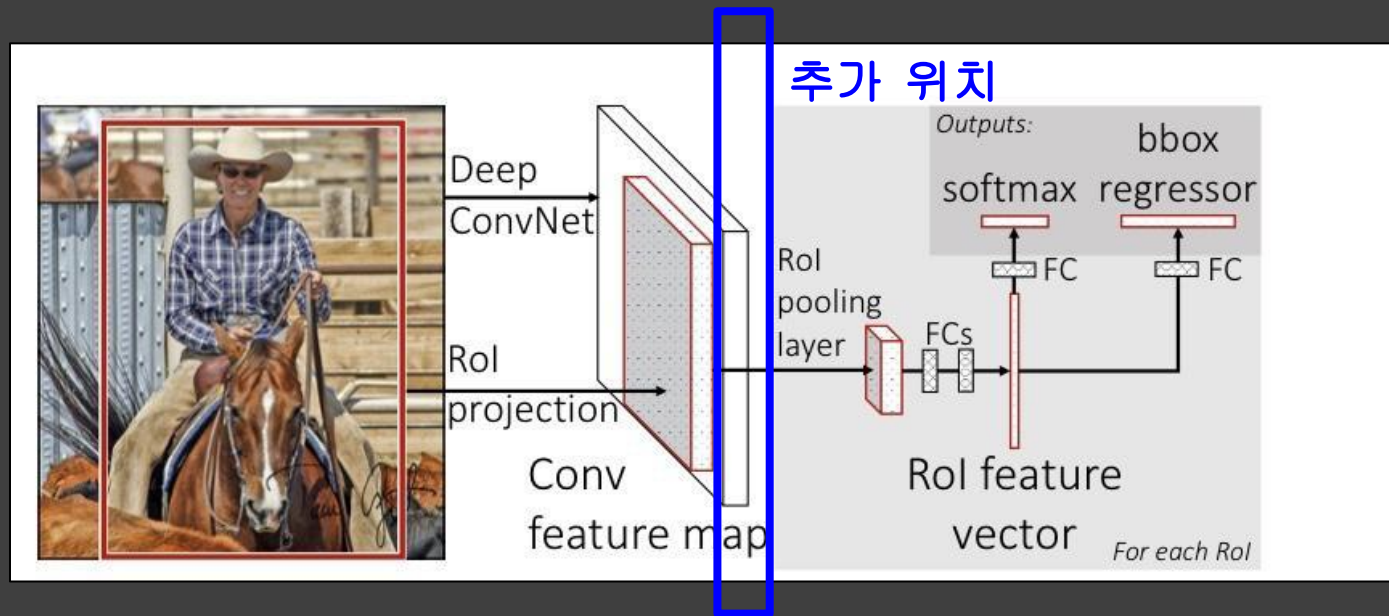 추가 위치
Outputs:
bbox
softmax regressor
Deep
ConvNet
FC
FC
RoI
pooling
layer
FCs
RoI
projection
Conv
feature map
RoI feature
vector
For each RoI